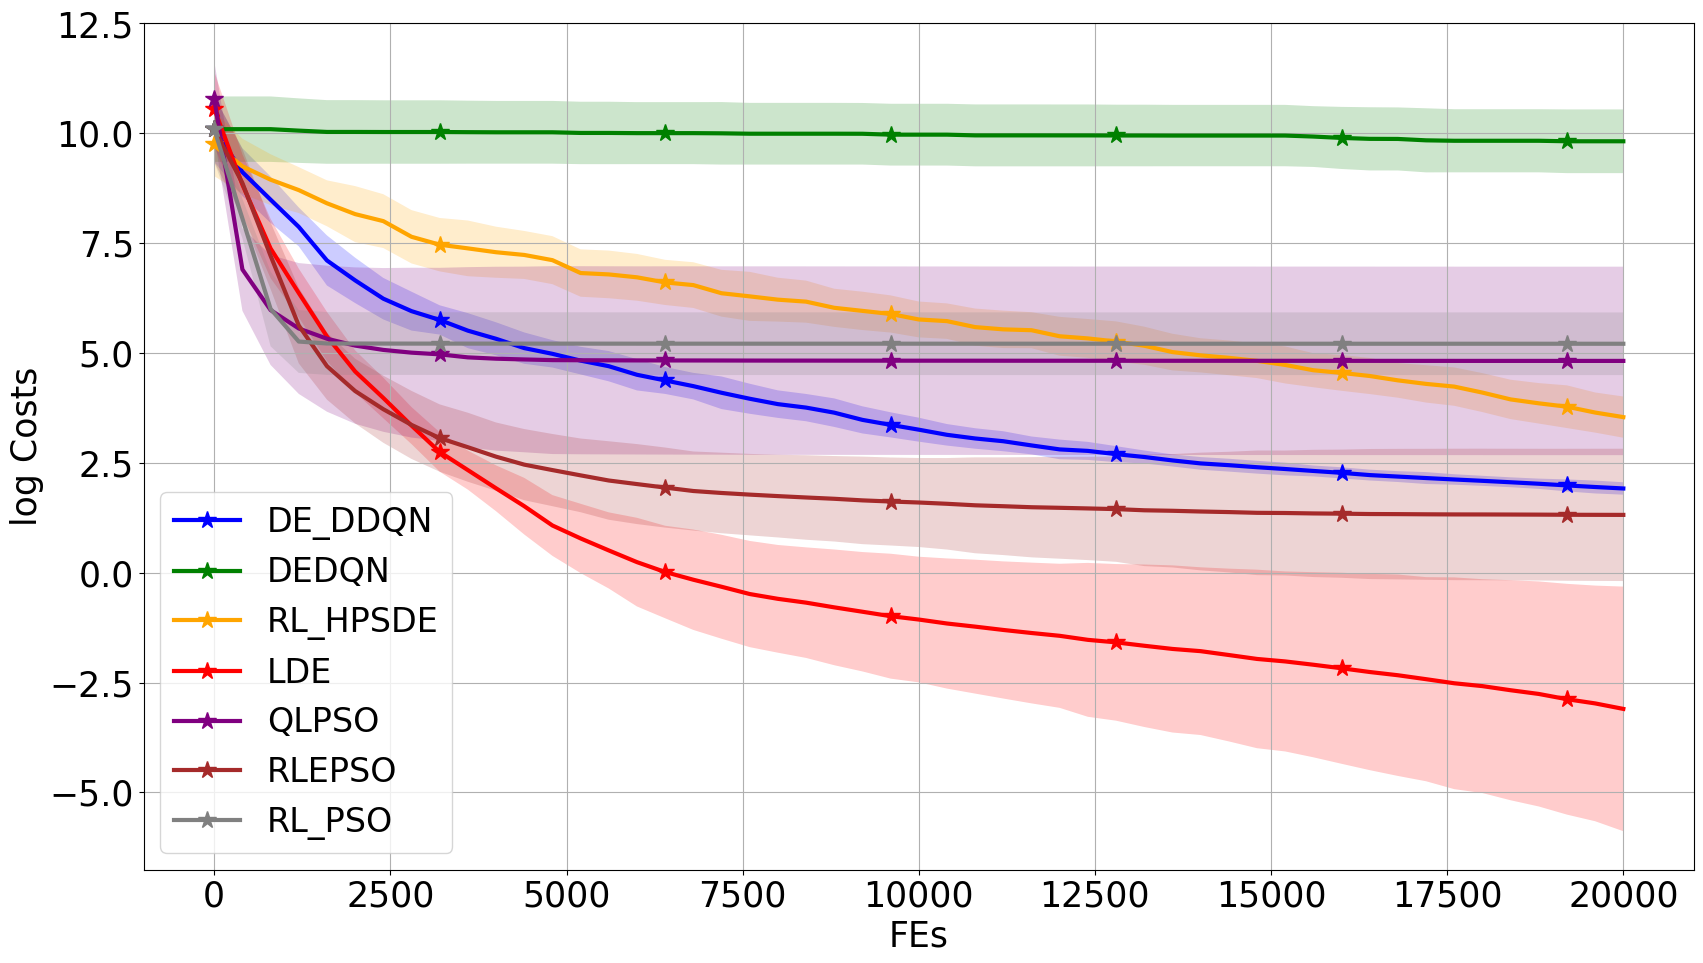 12.5
10.0
7.5
5.0
2.5
0.0
−2.5
−5.0
log Costs
DE_DDQN
DEDQN
RL_HPSDE
LDE
QLPSO
RLEPSO
RL_PSO
0 2500 5000 7500 10000 12500 15000 17500 20000
FEs